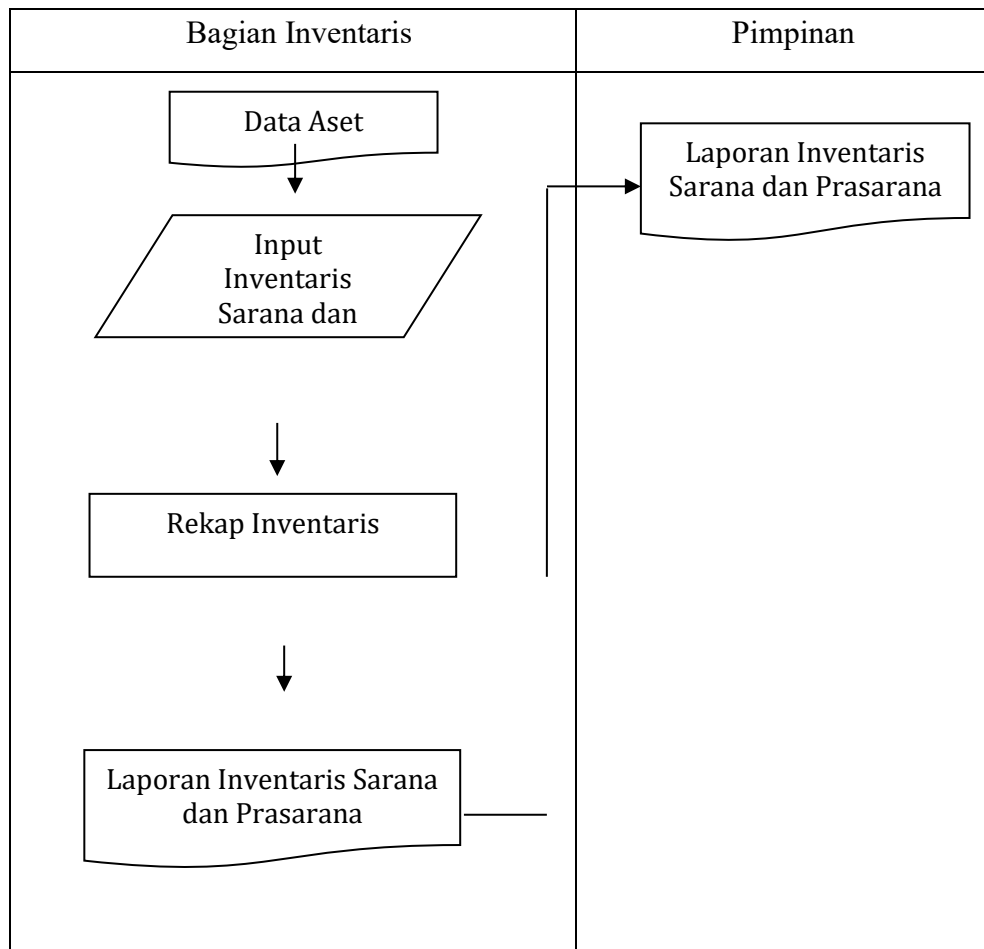 Bagian Inventaris
Pimpinan
Data Aset
Input
Inventaris
Sarana dan
Rekap Inventaris
Laporan Inventaris Sarana
dan Prasarana
Laporan Inventaris
Sarana dan Prasarana